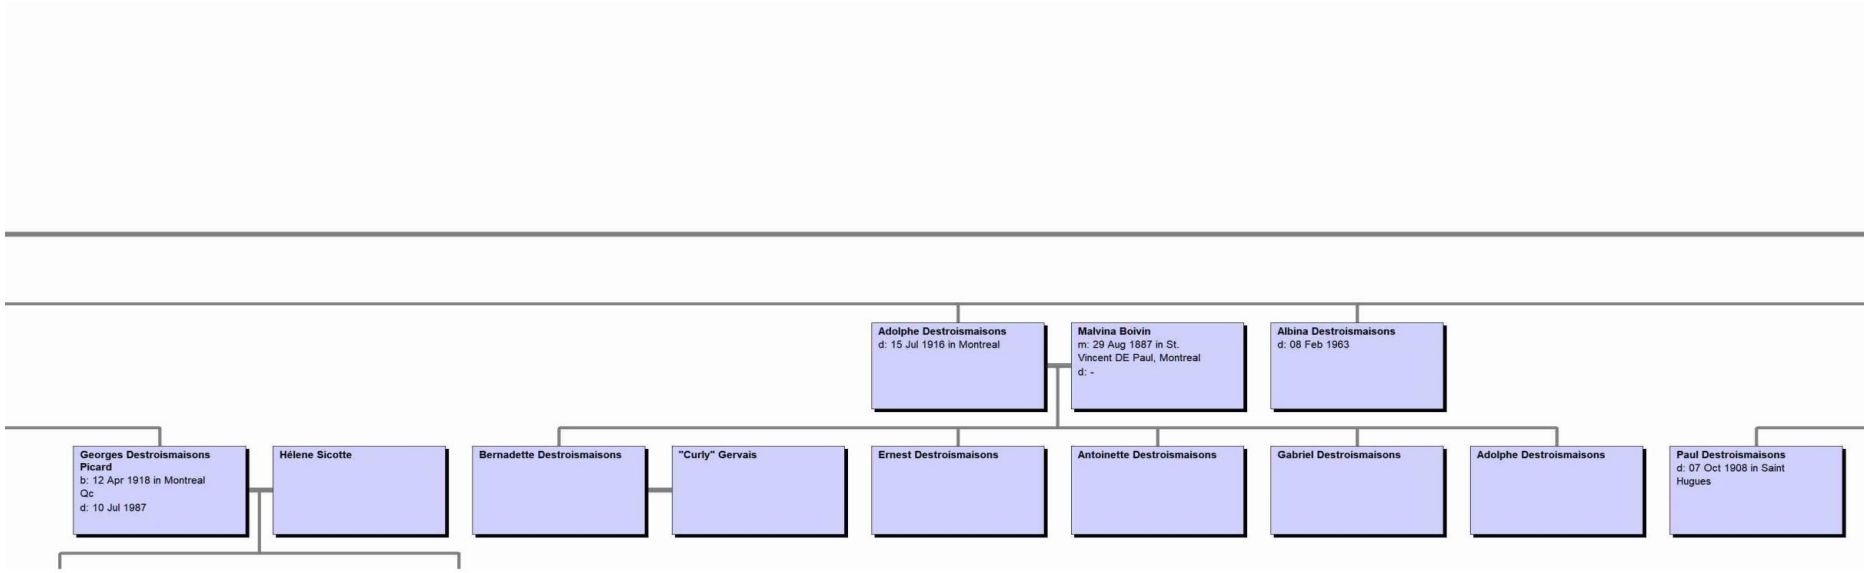 Adolphe Destroismaisons
d: 15 Jul 1916 in Montreal
Malvina Boivin
m: 29 Aug 1887 in St.
Vincent DE Paul, Montreal
d: -
Albina Destroismaisons
d: 08 Feb 1963
Georges Destroismaisons
Picard
b: 12 Apr 1918 in Montreal
Qc
d: 10 Jul 1987
Hélene Sicotte
Bernadette Destroismaisons
"Curly" Gervais
Ernest Destroismaisons
Antoinette Destroismaisons
Gabriel Destroismaisons
Adolphe Destroismaisons
Paul Destroismaisons
d: 07 Oct 1908 in Saint
Hugues